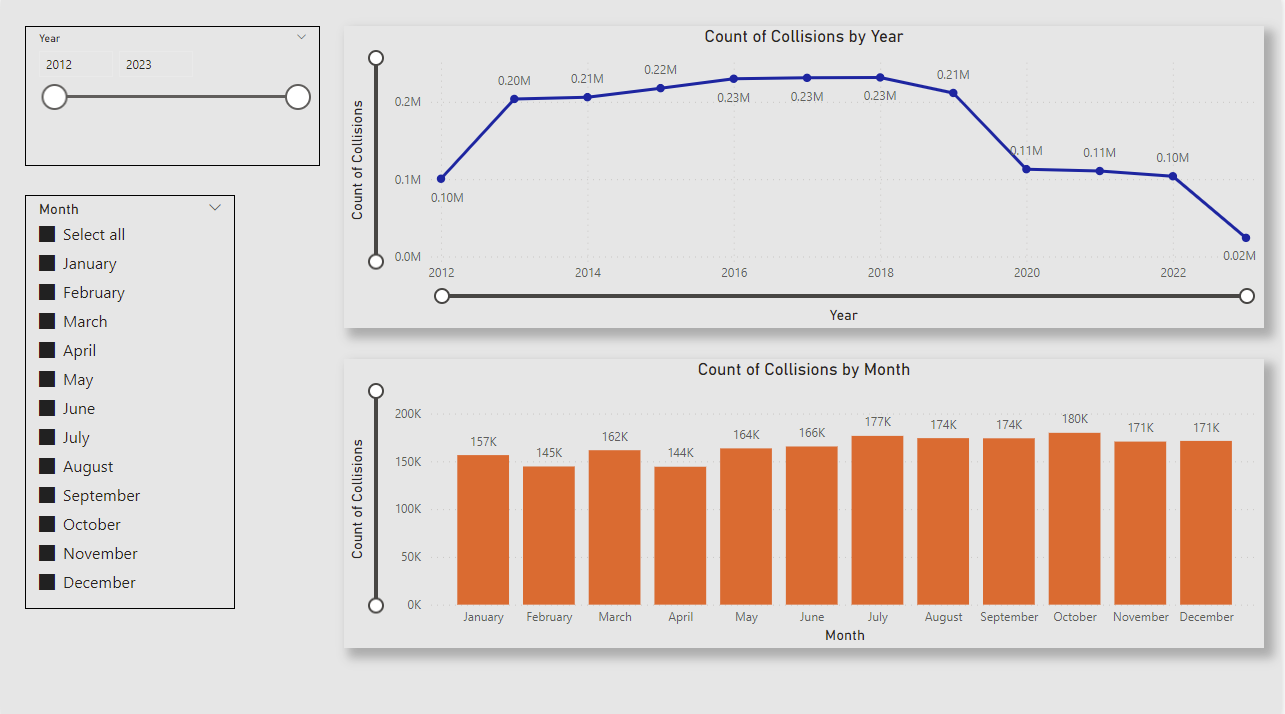 Year
2012 2023
Month
Select all
January
February
March
April
May
June
July
August
September
October
November
December
Count of Collisions by Year
Count of Collisions
0.2M
0.1M
0.0M
0.10M
0.20M
0.21M
0.22M
0.23M
0.23M
0.23M
0.21M
0.11M
0.11M
0.10M
0.02M
2012 2014 2016 2018 2020 2022
Year
Count of Collisions by Month
Count of Collisions
200K
150K
100K
50K
0K
157K 145K 162K 144K 164K 166K 177K 174K 174K 180K 171K 171K
January February March April May June July August September October November December
Month